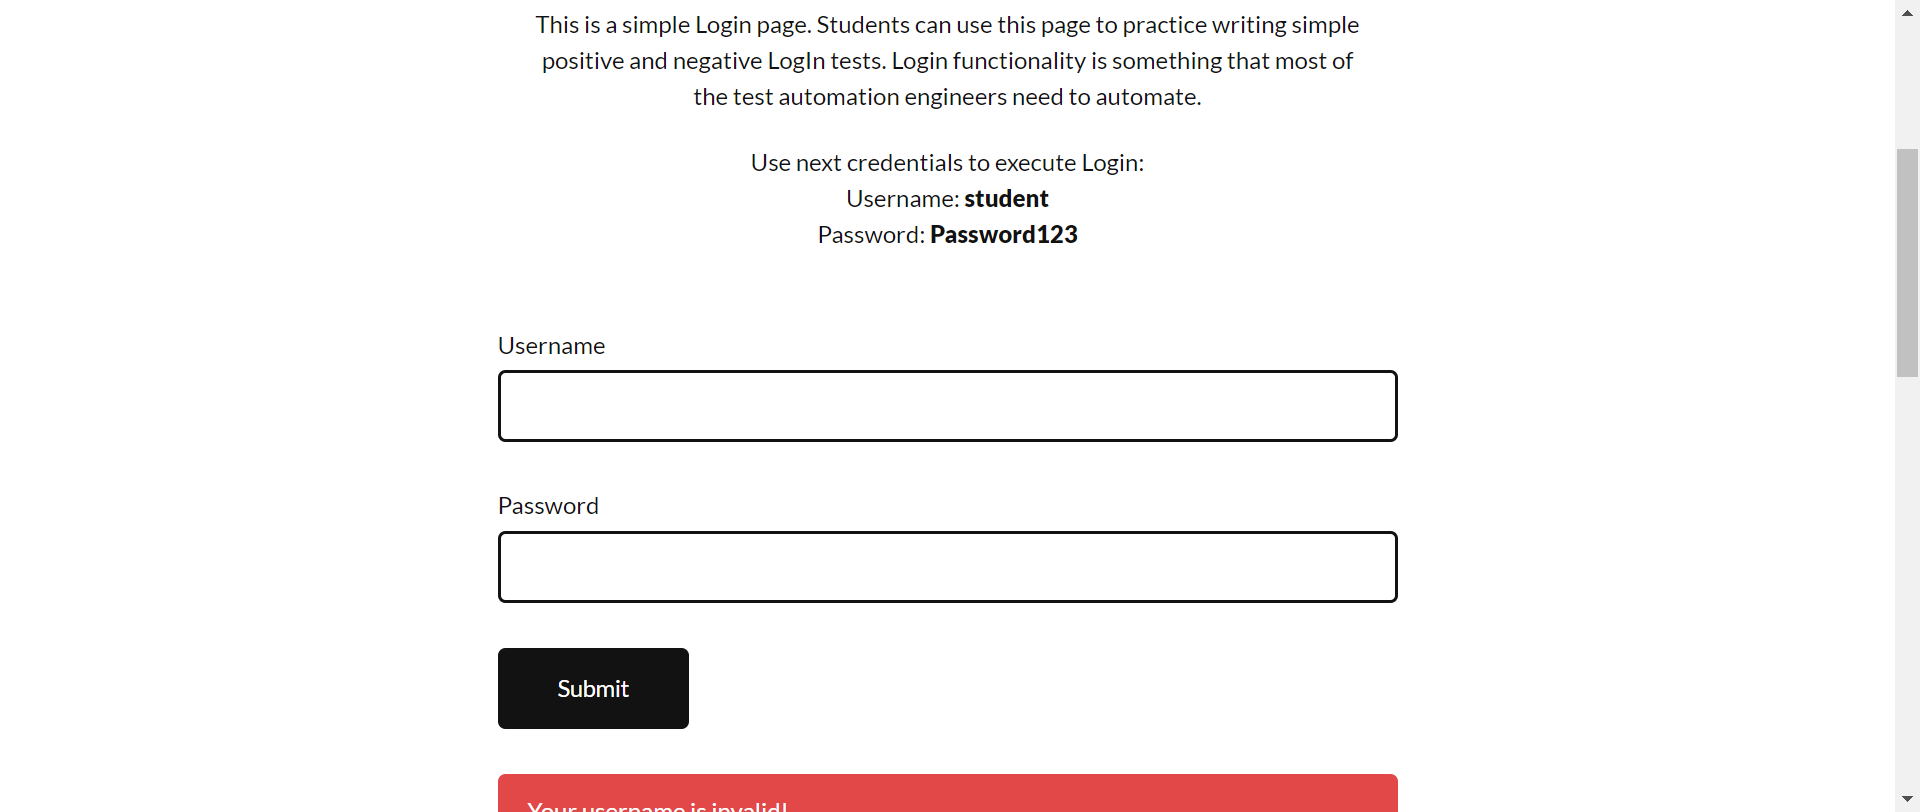 This is a simple Login page. Students can use this page to practice writing simple
positive and negative LogIn tests. Login functionality is something that most of
the test automation engineers need to automate.
Use next credentials to execute Login:
Username: student
Password: Password123
Username
Password
Submit
Your username is invalid!